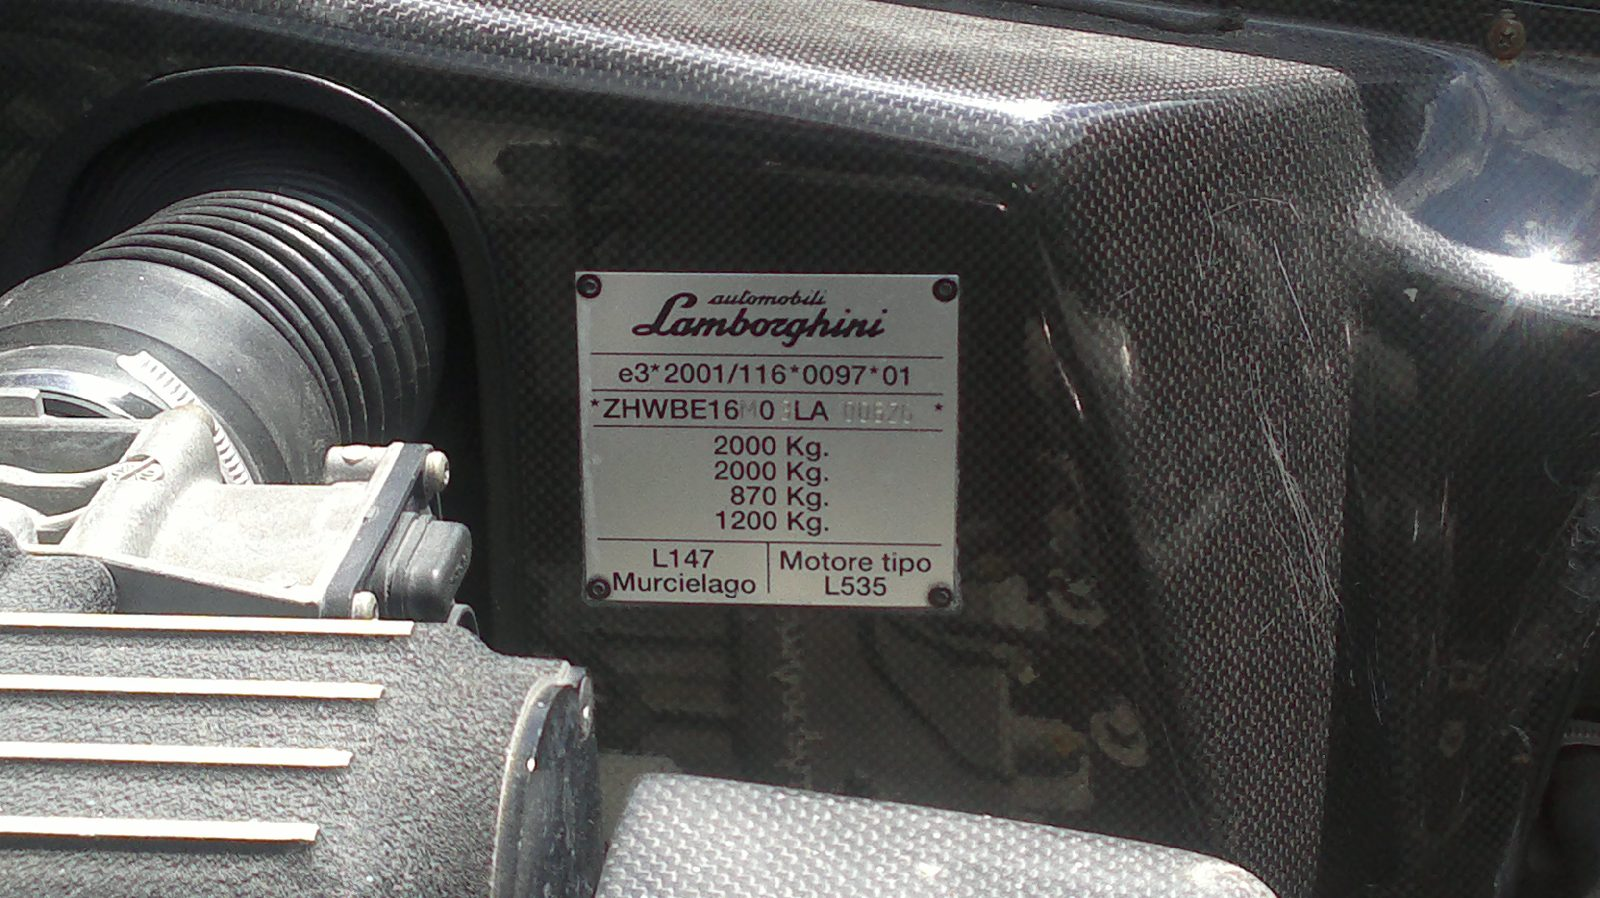 automobili
Lamborghini
e3*2001/116*0097*01
*ZHWBE16M0 LA *
2000 Kg.
2000 Kg.
870 Kg.
1200 Kg.
L147
Murcielago
Motore tipo
L535